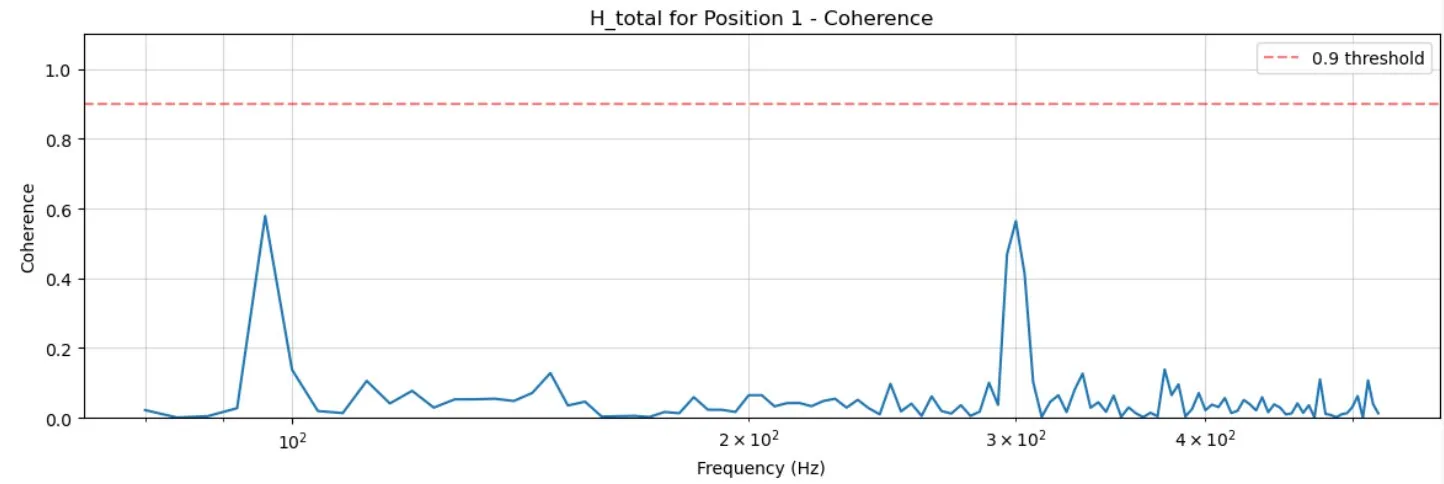 H_total for Position 1 - Coherence
0.9 threshold
Coherence
1.0
0.8
0.6
0.4
0.2
0.0
10²
2 × 10²
3 × 10²
4 × 10²
Frequency (Hz)